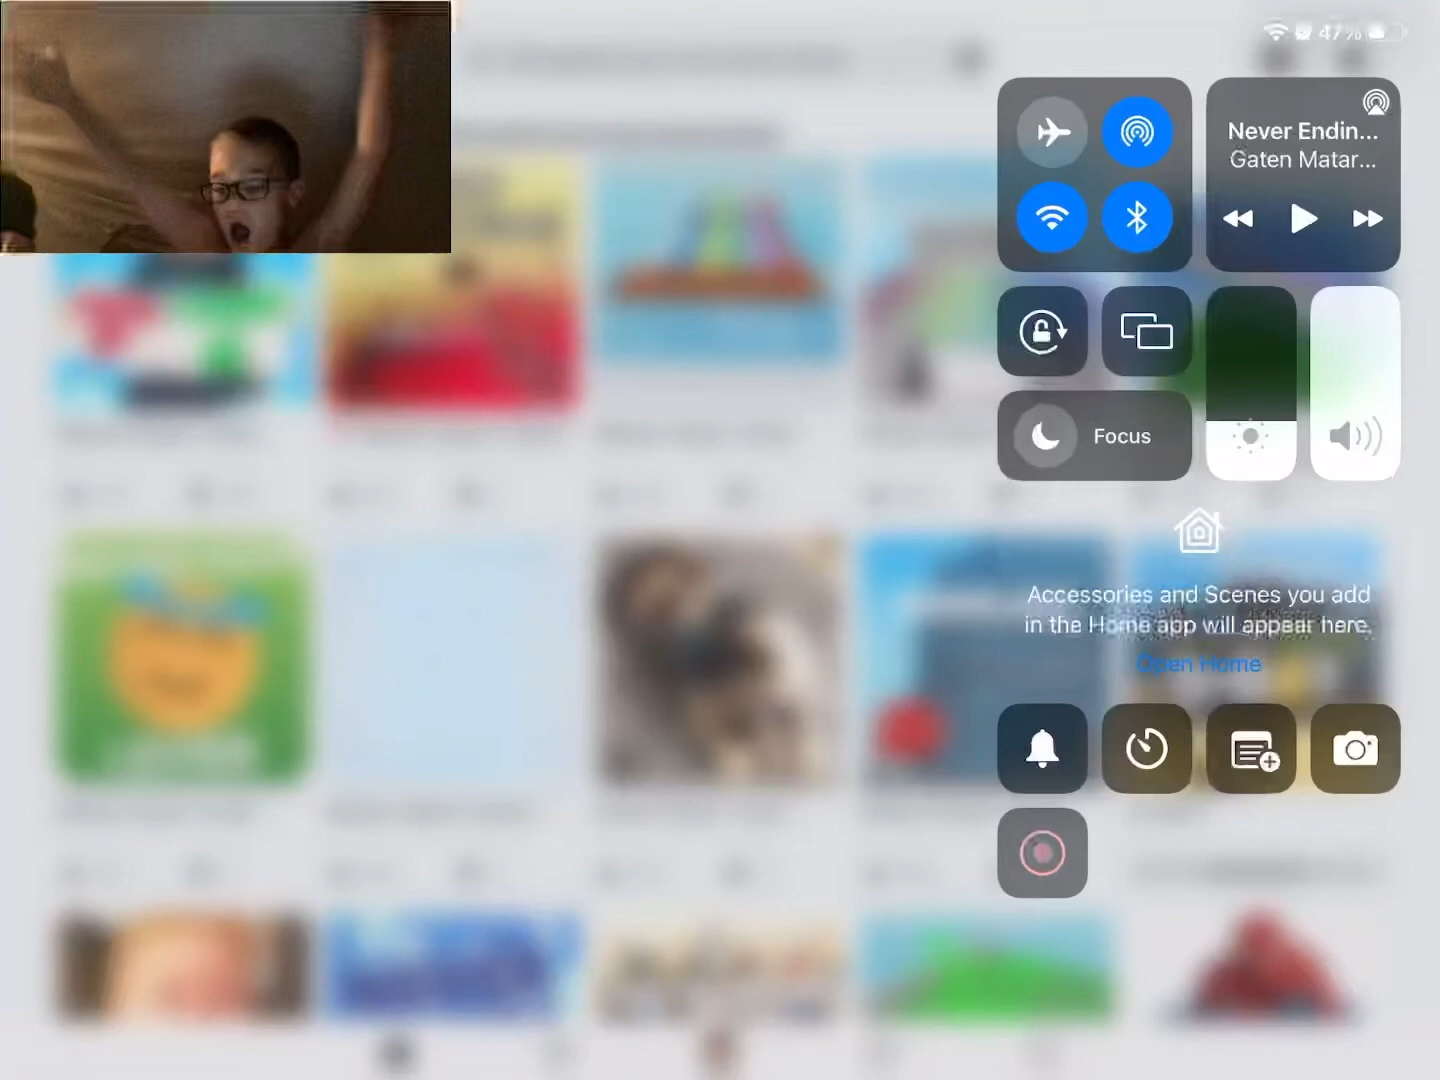 47%
Never Endin...
Gaten Matar...
Focus
Accessories and Scenes you add
in the Home app will appear here.
Open Home